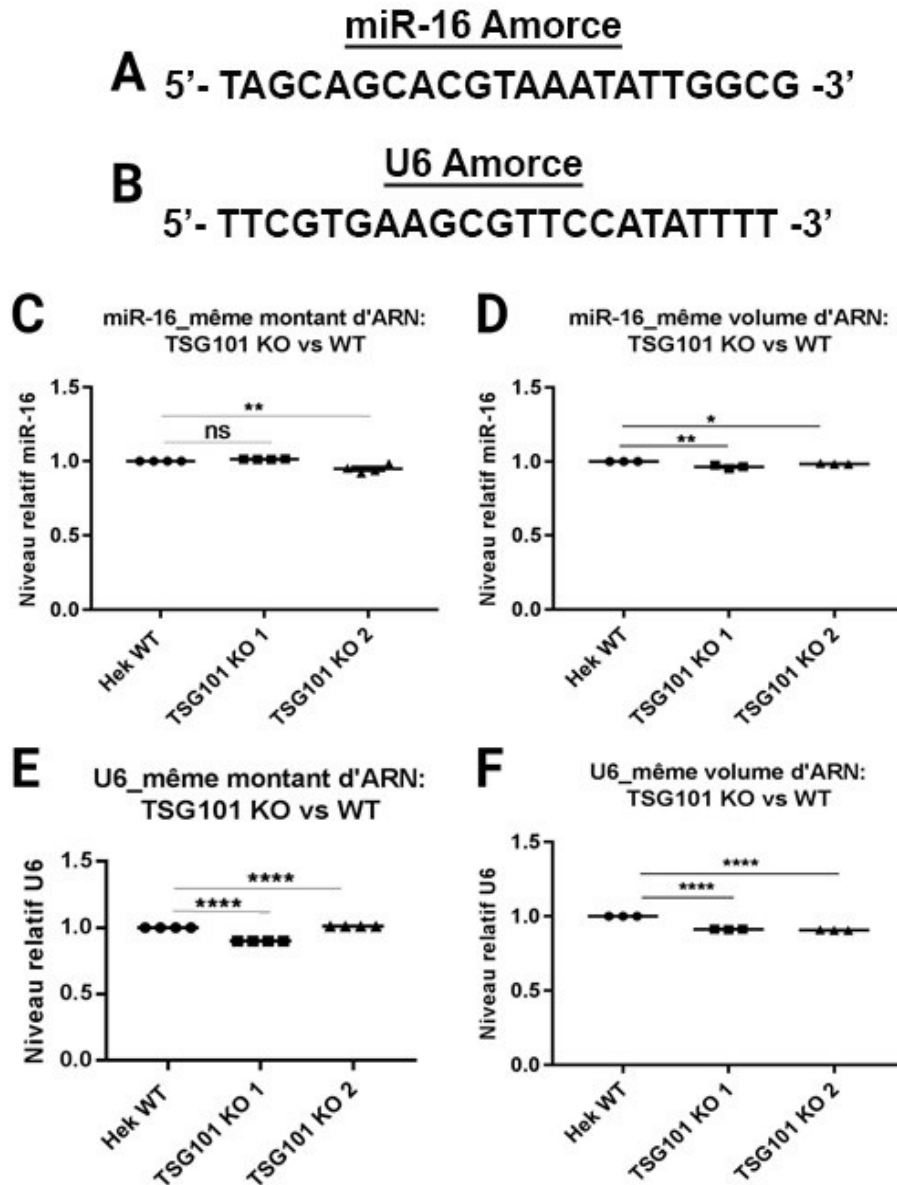 miR-16 Amorce
A 5’- TAGCAGCACGTAAATATTGGCG -3’
U6 Amorce
B 5’- TTCGTGAAGCGTTCCATATTTT -3’
C
miR-16_même montant d'ARN:
TSG101 KO vs WT
Niveau relatif miR-16
1.5
1.0
0.5
0.0
**
ns
Hek WT
TSG101 KO 1
TSG101 KO 2
D
miR-16_même volume d'ARN:
TSG101 KO vs WT
Niveau relatif miR-16
1.5
1.0
0.5
0.0
*
**
Hek WT
TSG101 KO 1
TSG101 KO 2
E
U6_même montant d'ARN:
TSG101 KO vs WT
Niveau relatif U6
1.5
1.0
0.5
0.0
****
****
Hek WT
TSG101 KO 1
TSG101 KO 2
F
U6_même volume d'ARN:
TSG101 KO vs WT
Niveau relatif U6
1.5
1.0
0.5
0.0
****
****
Hek WT
TSG101 KO 1
TSG101 KO 2